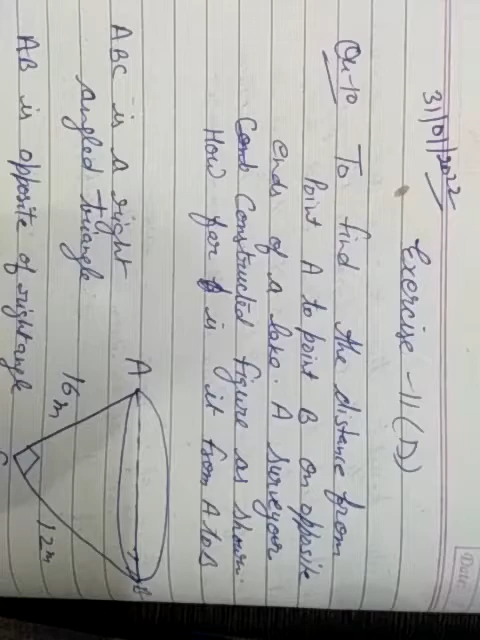 Date:
31/01/2022
Exercise - 11 (D)
Qu-10 To find the distance from
point A to point B on opposite
ends of a lake. A surveyor
Constructed figure as shown.
How far is it from A to B
ABC is a right
angled triangle
AB is opposite of right angle
A
B
16m
12m
C